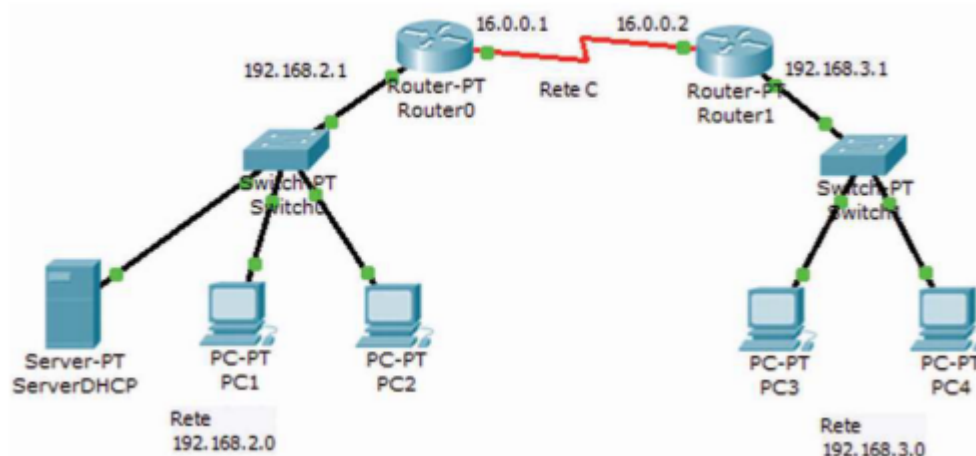 16.0.0.1
16.0.0.2
192.168.2.1
192.168.3.1
Router-PT
Router0
Rete C
Router-PT
Router1
Switch-PT
Switch0
Switch-PT
Switch1
Server-PT
ServerDHCP
PC-PT
PC1
PC-PT
PC2
PC-PT
PC3
PC-PT
PC4
Rete
192.168.2.0
Rete
192.168.3.0